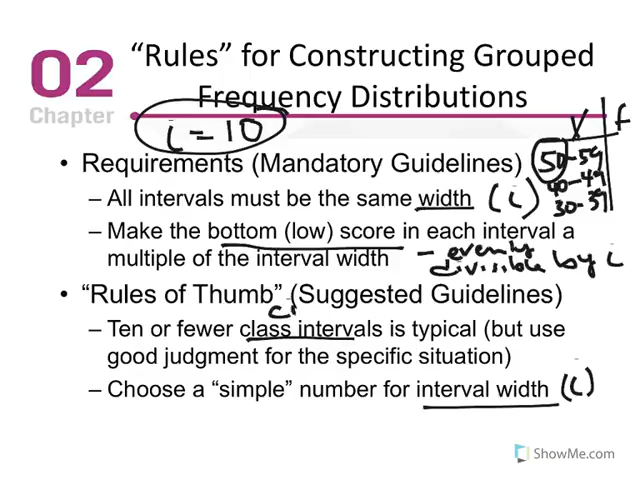 02
Chapter
“Rules” for Constructing Grouped
Frequency Distributions
i = 10
X f
50-59
40-49
30-39
• Requirements (Mandatory Guidelines)
– All intervals must be the same width (i)
– Make the bottom (low) score in each interval a
multiple of the interval width
– evenly
divisible by i
• “Rules of Thumb” (Suggested Guidelines)
ci
– Ten or fewer class intervals is typical (but use
good judgment for the specific situation)
– Choose a “simple” number for interval width (i)
ShowMe.com